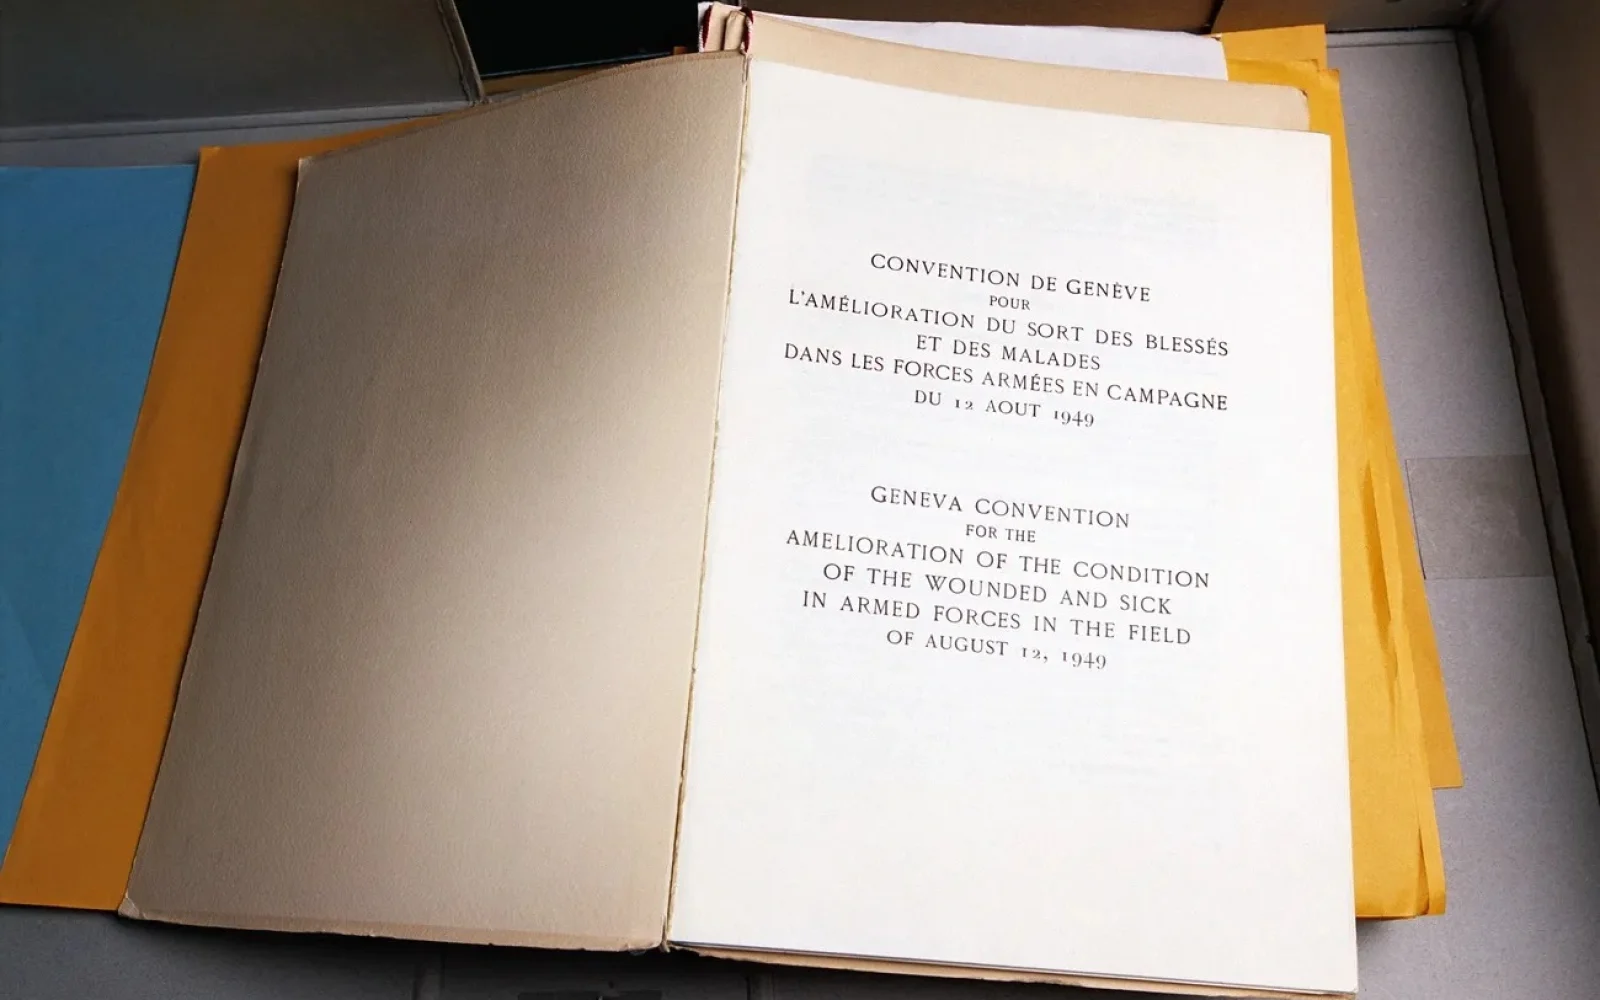 CONVENTION DE GENÈVE
POUR
L'AMÉLIORATION DU SORT DES BLESSÉS
ET DES MALADES
DANS LES FORCES ARMÉES EN CAMPAGNE
DU 12 AOUT 1949
GENEVA CONVENTION
FOR THE
AMELIORATION OF THE CONDITION
OF THE WOUNDED AND SICK
IN ARMED FORCES IN THE FIELD
OF AUGUST 12, 1949